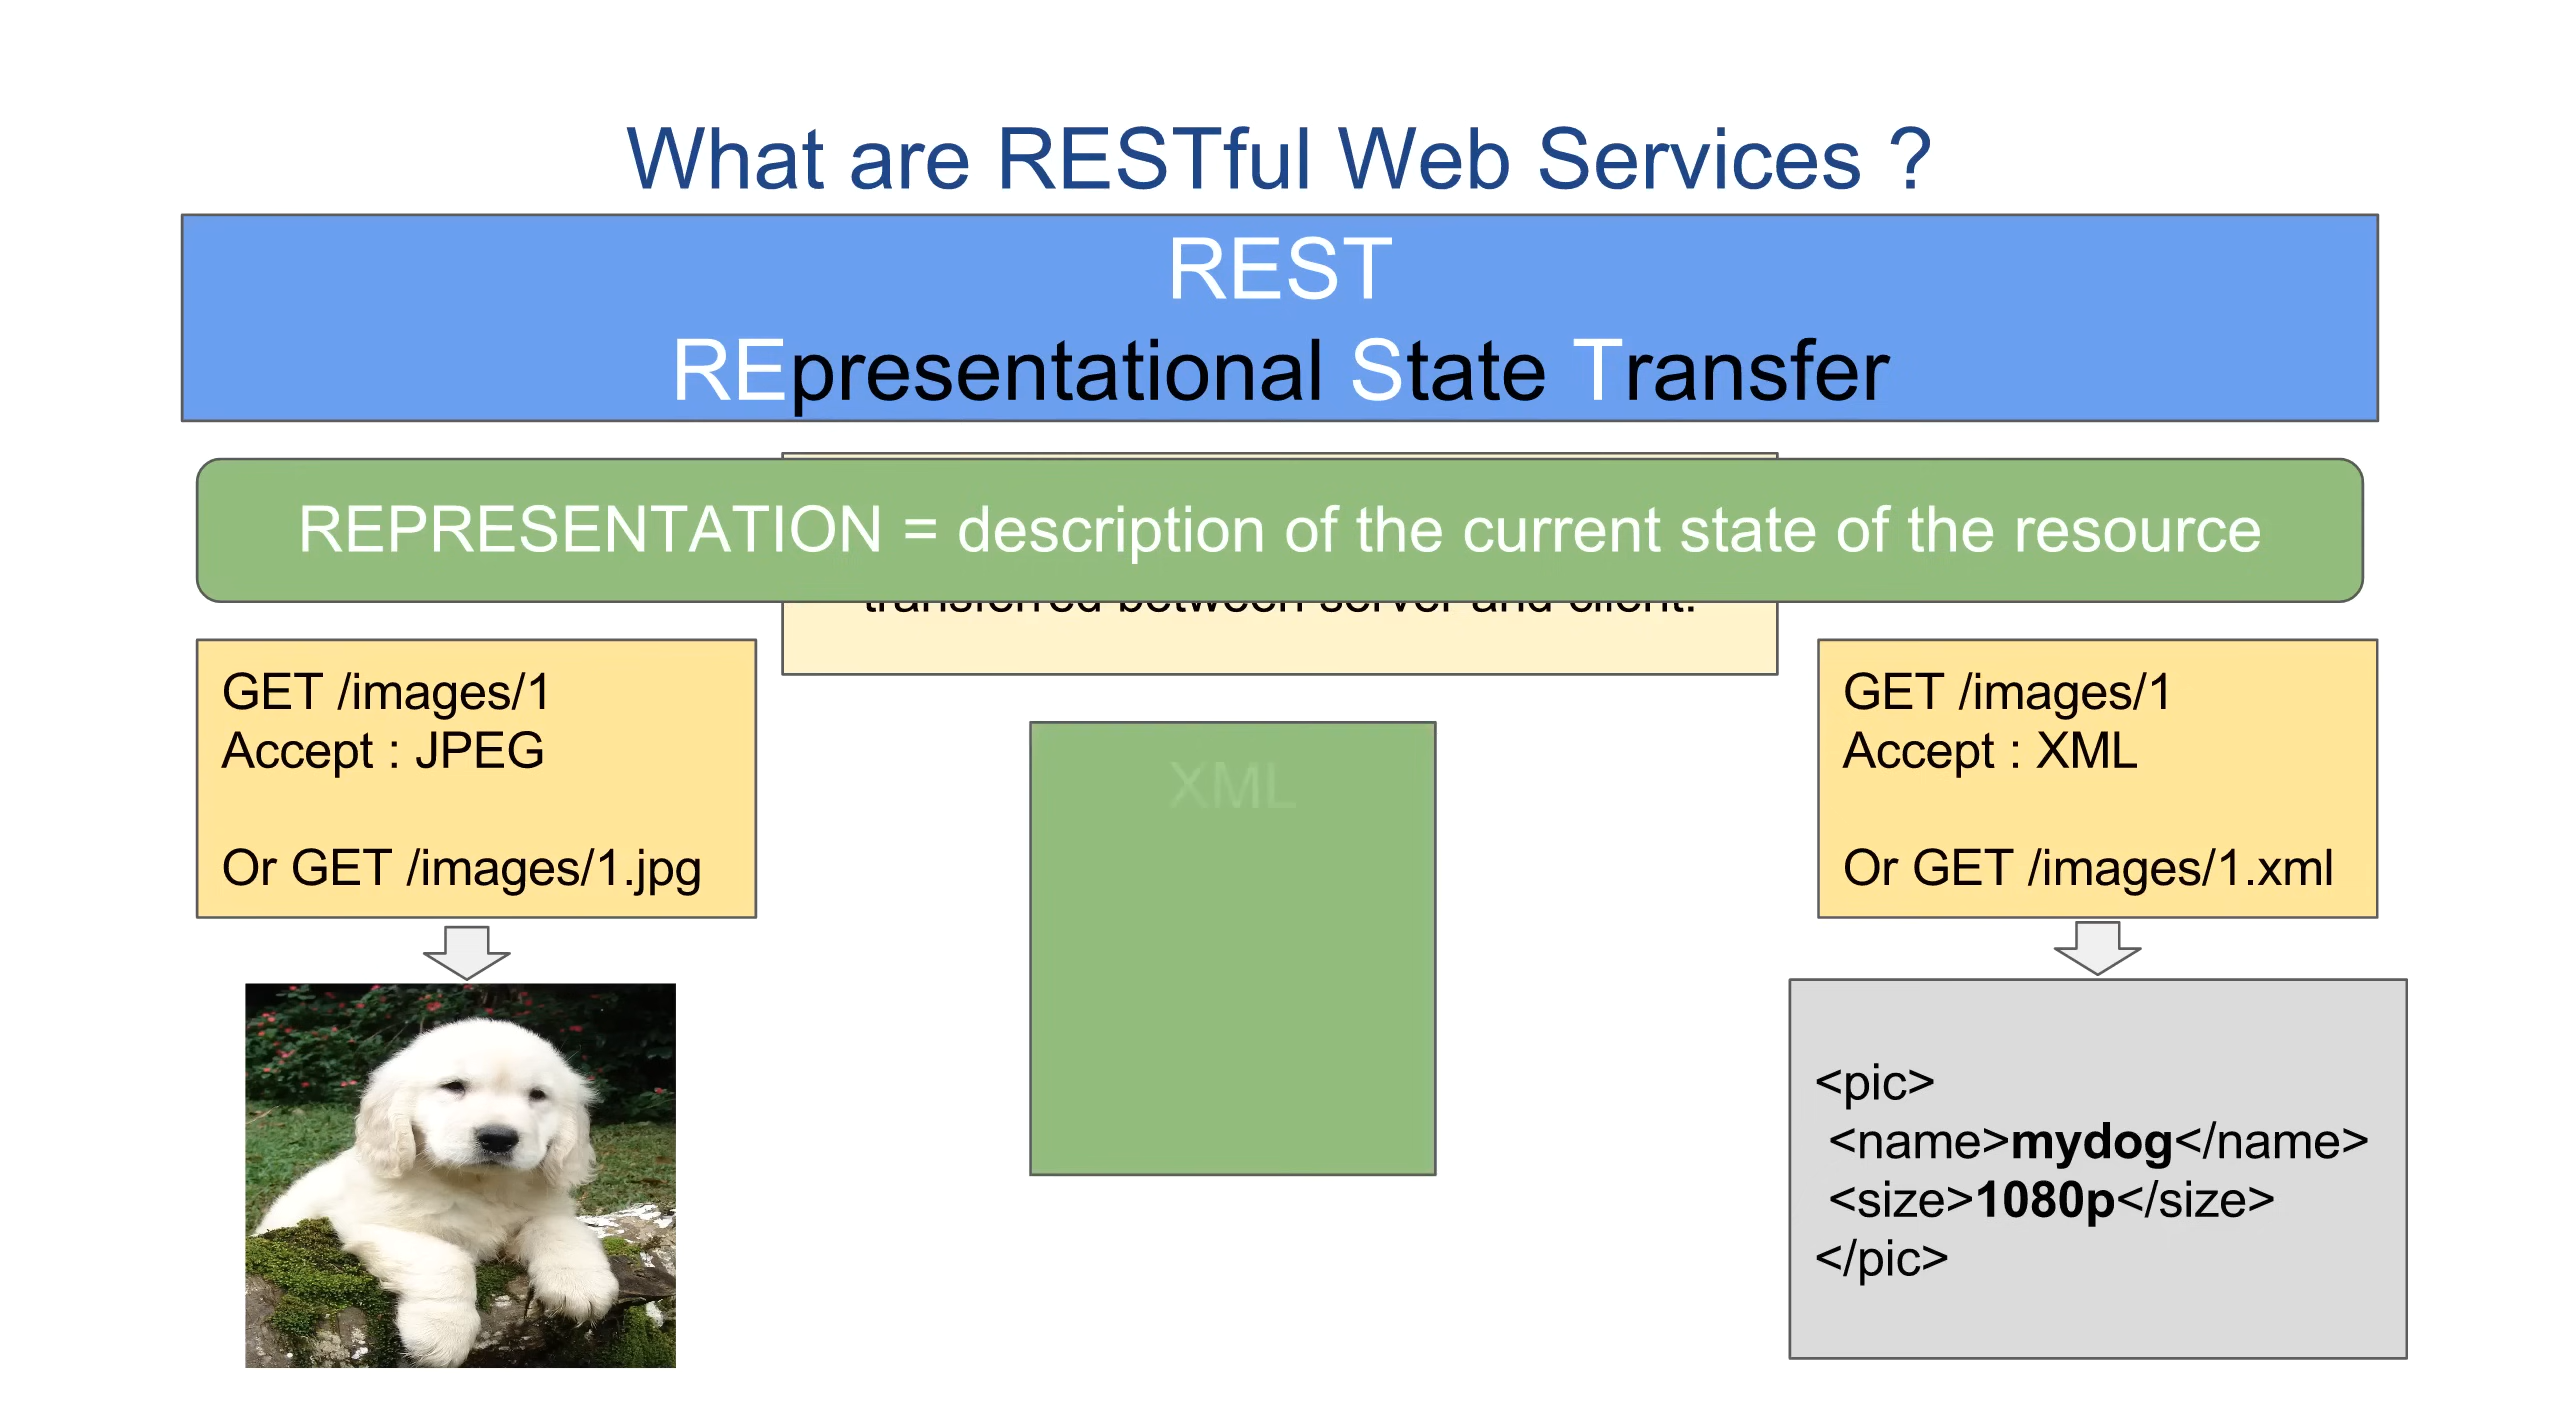 What are RESTful Web Services ?
REST
REpresentational State Transfer
REPRESENTATION = description of the current state of the resource
transferred between server and client.
GET /images/1
Accept : JPEG
Or GET /images/1.jpg
XML
GET /images/1
Accept : XML
Or GET /images/1.xml
<pic>
<name>mydog</name>
<size>1080p</size>
</pic>